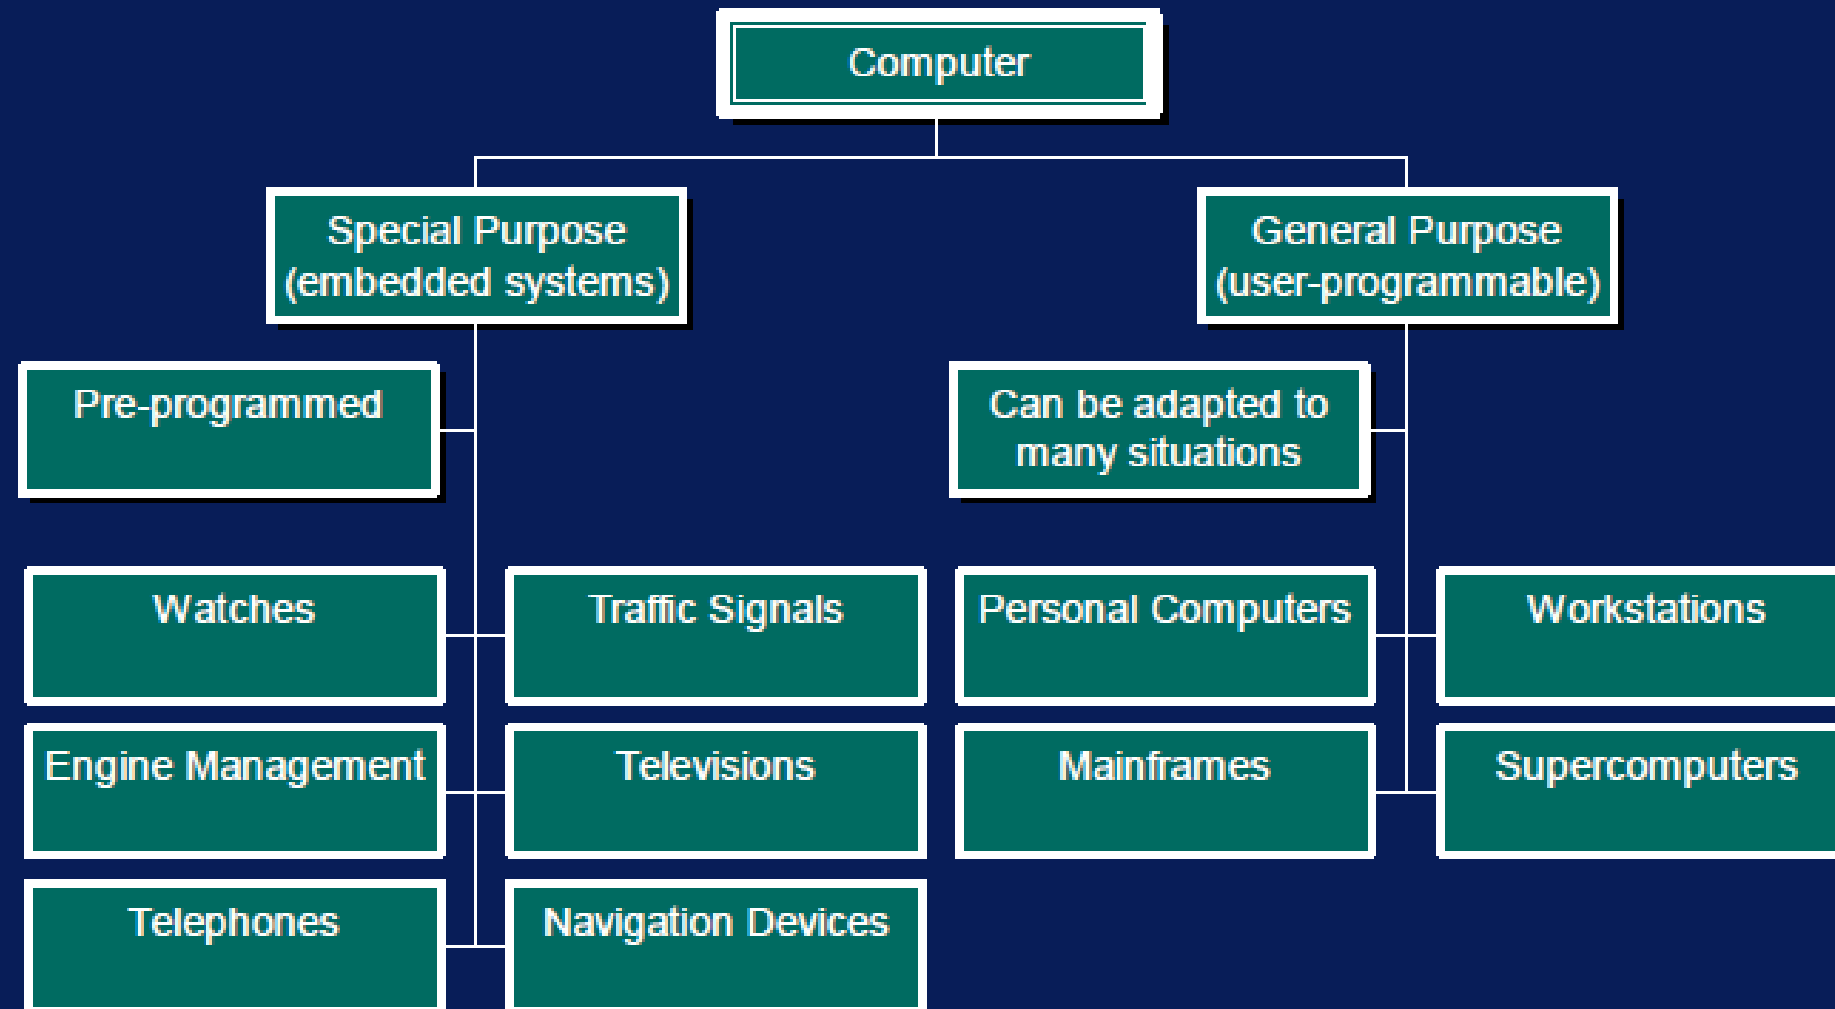 Computer
Special Purpose
(embedded systems)
General Purpose
(user-programmable)
Pre-programmed
Can be adapted to
many situations
Watches
Traffic Signals
Personal Computers
Workstations
Engine Management
Televisions
Mainframes
Supercomputers
Telephones
Navigation Devices